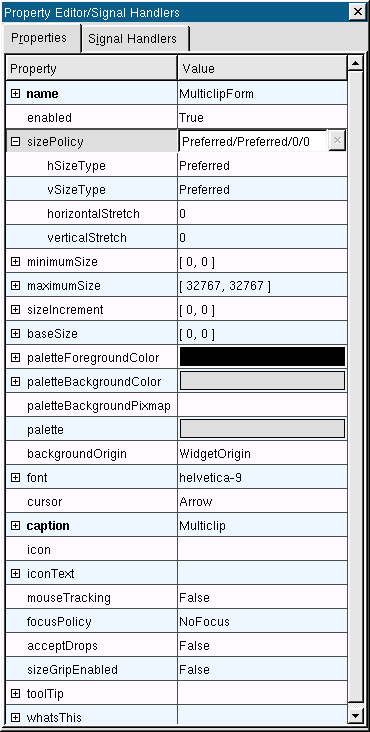 Property Editor/Signal Handlers
Properties Signal Handlers
Property Value
name MulticlipForm
enabled True
sizePolicy Preferred/Preferred/0/0
hSizeType Preferred
vSizeType Preferred
horizontalStretch 0
verticalStretch 0
minimumSize [ 0, 0 ]
maximumSize [ 32767, 32767 ]
sizeIncrement [ 0, 0 ]
baseSize [ 0, 0 ]
paletteForegroundColor
paletteBackgroundColor
paletteBackgroundPixmap
palette
backgroundOrigin WidgetOrigin
font helvetica-9
cursor Arrow
caption Multiclip
icon
iconText
mouseTracking False
focusPolicy NoFocus
acceptDrops False
sizeGripEnabled False
toolTip
whatsThis